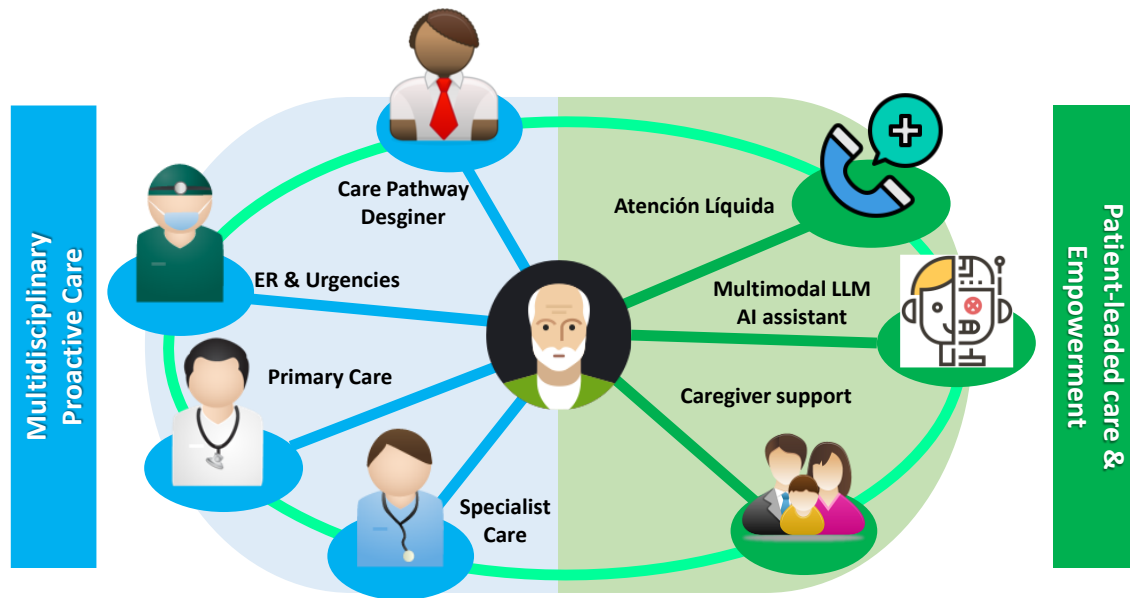 Multidisciplinary
Proactive Care
Care Pathway
Desginer
ER & Urgencies
Primary Care
Specialist
Care
Atención Líquida
Multimodal LLM
AI assistant
Caregiver support
Patient-leaded care &
Empowerment